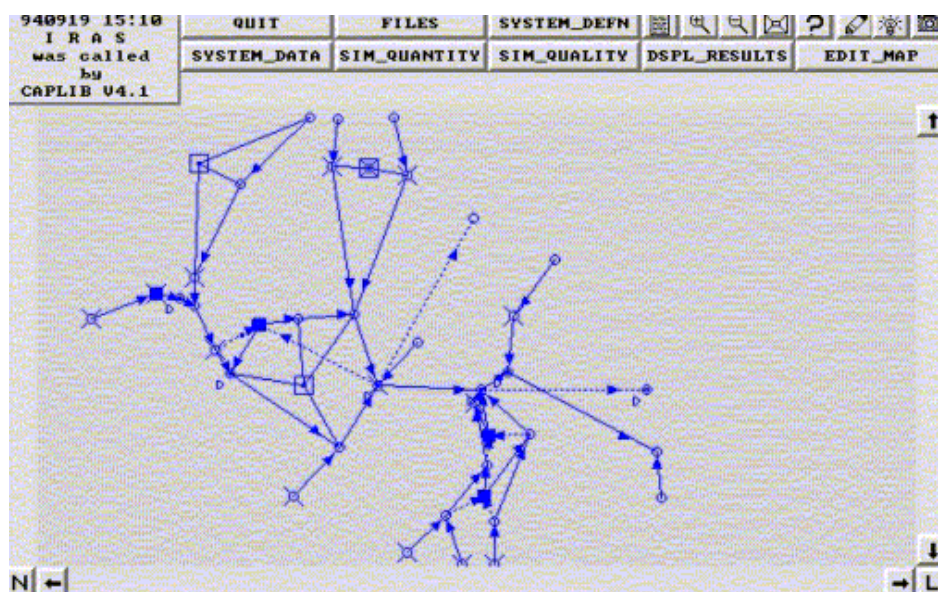 940919 15:10
I R A S
was called
by
CAPLIB V4.1
QUIT FILES SYSTEM_DEFN ?
SYSTEM_DATA SIM_QUANTITY SIM_QUALITY DSPL_RESULTS EDIT_MAP
D
D
D
D
N L